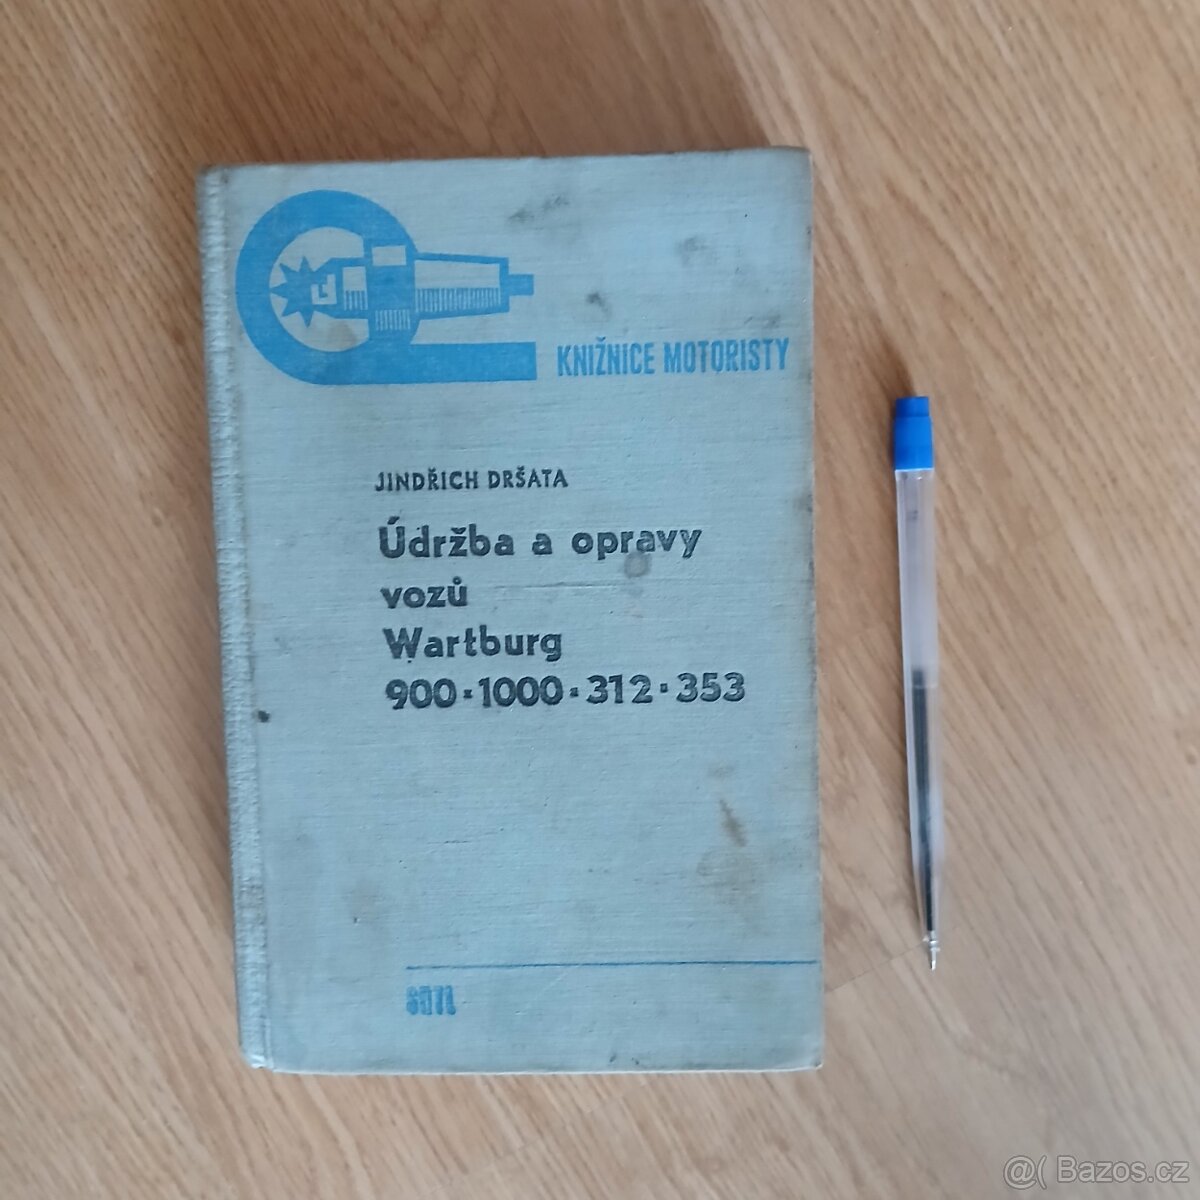 KNIŽNICE MOTORISTY
JINDŘICH DRŠATA
Údržba a opravy
vozů
Wartburg
900·1000·312·353
SNTL
@( Bazos.cz